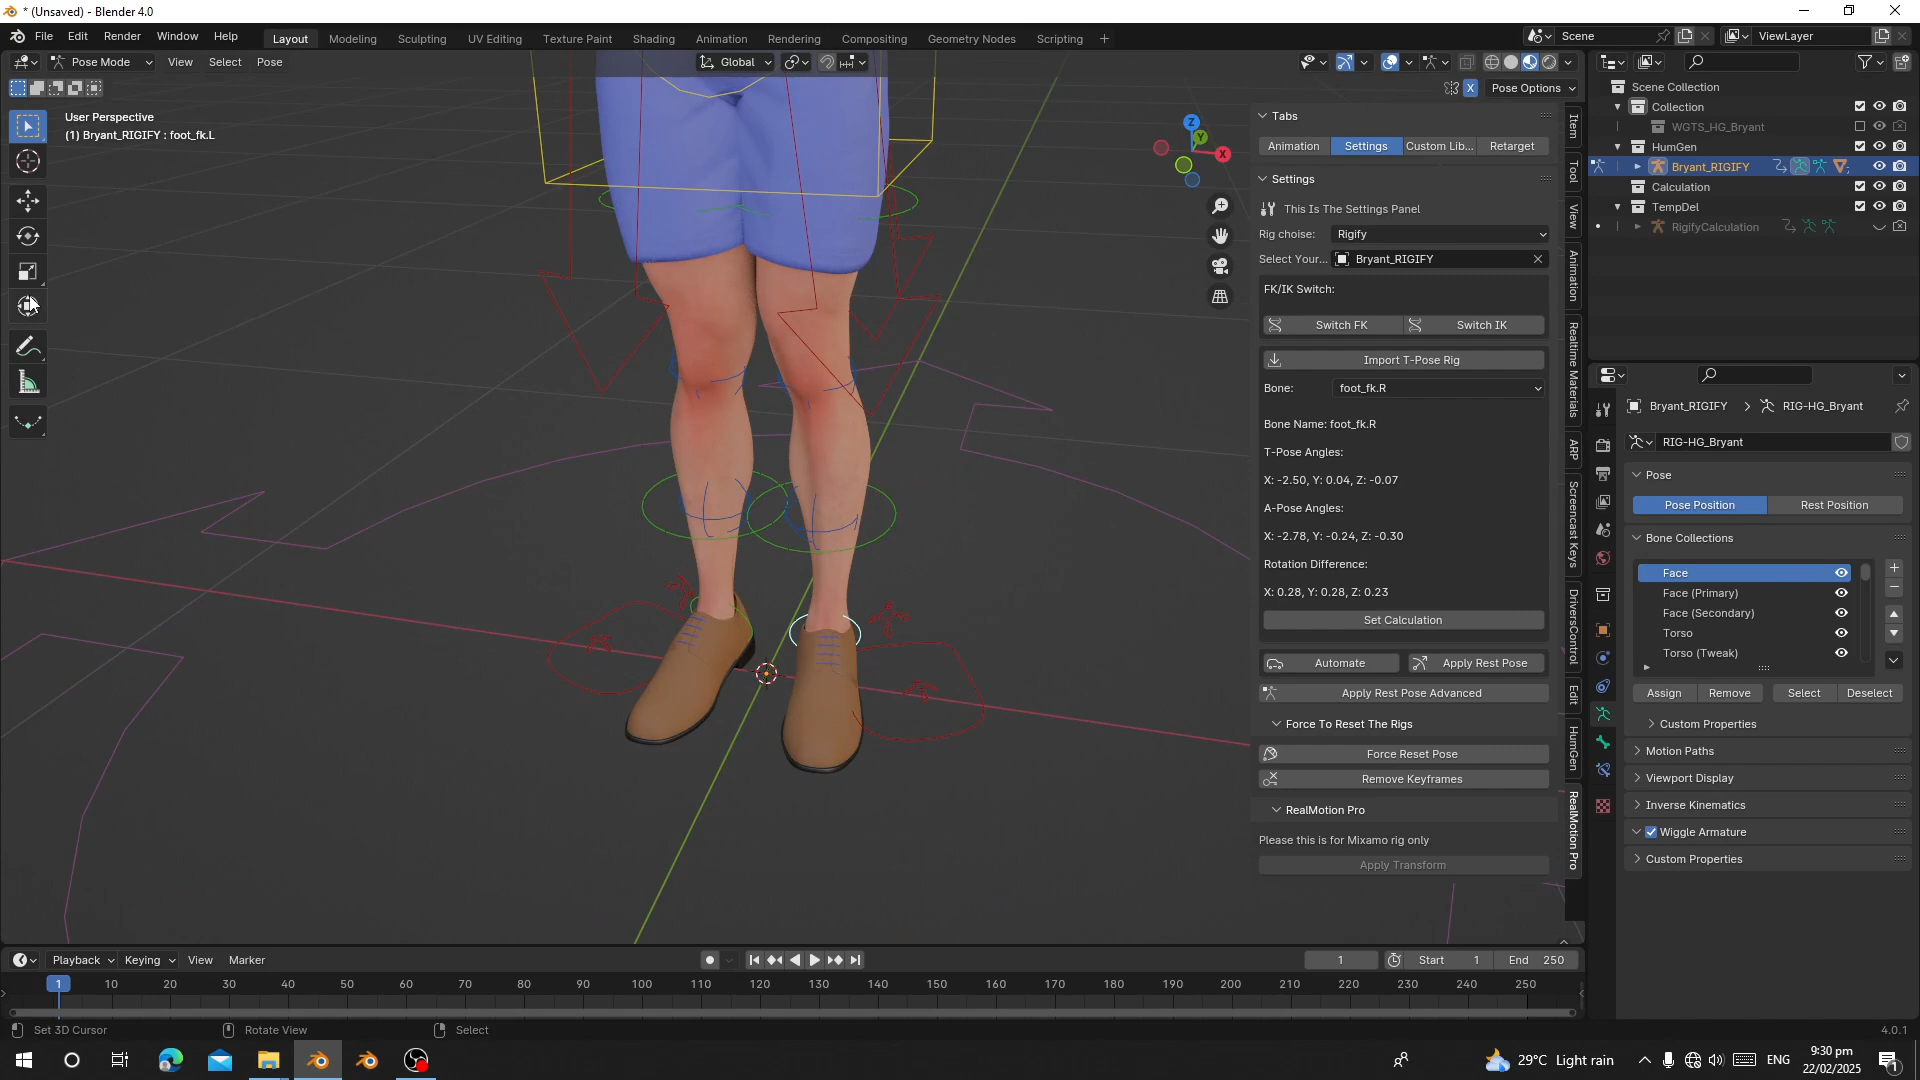 * (Unsaved) - Blender 4.0
File Edit Render Window Help
Layout Modeling Sculpting UV Editing Texture Paint Shading Animation Rendering Compositing Geometry Nodes Scripting +
Scene
ViewLayer
Pose Mode View Select Pose
Global
X Pose Options
User Perspective
(1) Bryant_RIGIFY : foot_fk.L
Z
Y
X
Tabs
Animation Settings Custom Lib... Retarget
Settings
This Is The Settings Panel
Rig choise: Rigify
Select Your... Bryant_RIGIFY
FK/IK Switch:
Switch FK Switch IK
Import T-Pose Rig
Bone: foot_fk.R
Bone Name: foot_fk.R
T-Pose Angles:
X: -2.50, Y: 0.04, Z: -0.07
A-Pose Angles:
X: -2.78, Y: -0.24, Z: -0.30
Rotation Difference:
X: 0.28, Y: 0.28, Z: 0.23
Set Calculation
Automate Apply Rest Pose
Apply Rest Pose Advanced
Force To Reset The Rigs
Force Reset Pose
Remove Keyframes
RealMotion Pro
Please this is for Mixamo rig only
Apply Transform
Item
Tool
View
Animation
Realtime Materials
ARP
Screencast Keys
DriversControl
Edit
HumGen
RealMotion Pro
Scene Collection
Collection
WGTS_HG_Bryant
HumGen
Bryant_RIGIFY
Calculation
TempDel
RigifyCalculation
Bryant_RIGIFY RIG-HG_Bryant
RIG-HG_Bryant
Pose
Pose Position Rest Position
Bone Collections
Face
Face (Primary)
Face (Secondary)
Torso
Torso (Tweak)
Assign Remove Select Deselect
Custom Properties
Motion Paths
Viewport Display
Inverse Kinematics
Wiggle Armature
Custom Properties
Playback Keying View Marker
1 Start 1 End 250
1 10 20 30 40 50 60 70 80 90 100 110 120 130 140 150 160 170 180 190 200 210 220 230 240 250
Set 3D Cursor Rotate View Select
4.0.1
29°C Light rain
ENG
9:30 pm
22/02/2025
1